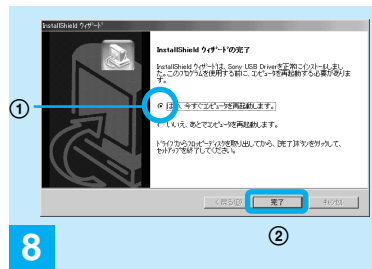 InstallShield ウィザード
InstallShield ウィザードの完了
InstallShield ウィザードは、Sony USB Driverを正常にインストールしまし
た。このプログラムを使用する前に、コンピュータを再起動する必要がありま
す。
①
はい、今すぐコンピュータを再起動します。
いいえ、あとでコンピュータを再起動します。
ドライブからフロッピーディスクを取り出してから、[完了]ボタンをクリックして、
セットアップを終了してください。
< 戻る(B)
完了
キャンセル
②
8